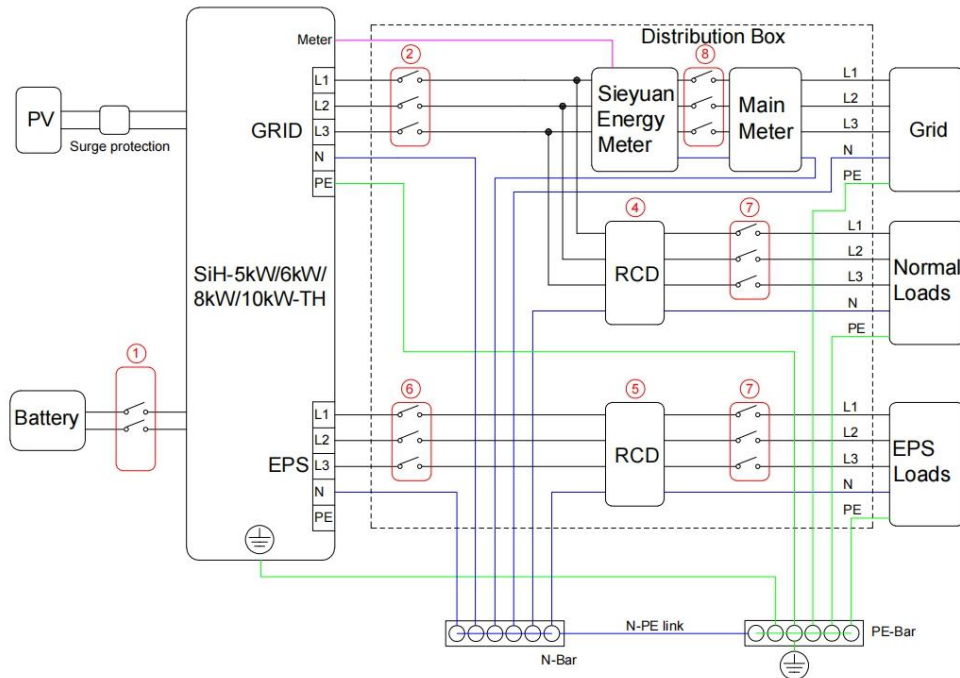 Distribution Box
Meter
②
⑧
L1
L2
L3
N
PE
GRID
Sieyuan
Energy
Meter
Main
Meter
L1
L2
L3
N
PE
Grid
PV
Surge protection
④
⑦
RCD
L1
L2
L3
N
PE
Normal
Loads
SiH-5kW/6kW/
8kW/10kW-TH
①
Battery
⑥
⑤
⑦
L1
L2
L3
N
PE
EPS
RCD
L1
L2
L3
N
PE
EPS
Loads
N-PE link
N-Bar
PE-Bar